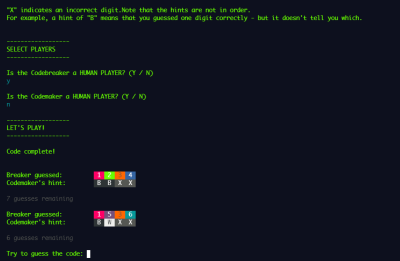 "X" indicates an incorrect digit.Note that the hints are not in order.
For example, a hint of "B" means that you guessed one digit correctly - but it doesn't tell you which.
------------------
SELECT PLAYERS
------------------
Is the Codebreaker a HUMAN PLAYER? (Y / N)
y
Is the Codemaker a HUMAN PLAYER? (Y / N)
n
------------------
LET'S PLAY!
------------------
Code complete!
Breaker guessed: 1 2 3 4
Codemaker's hint: B B X X
7 guesses remaining
Breaker guessed: 1 5 3 6
Codemaker's hint: B X X
6 guesses remaining
Try to guess the code: